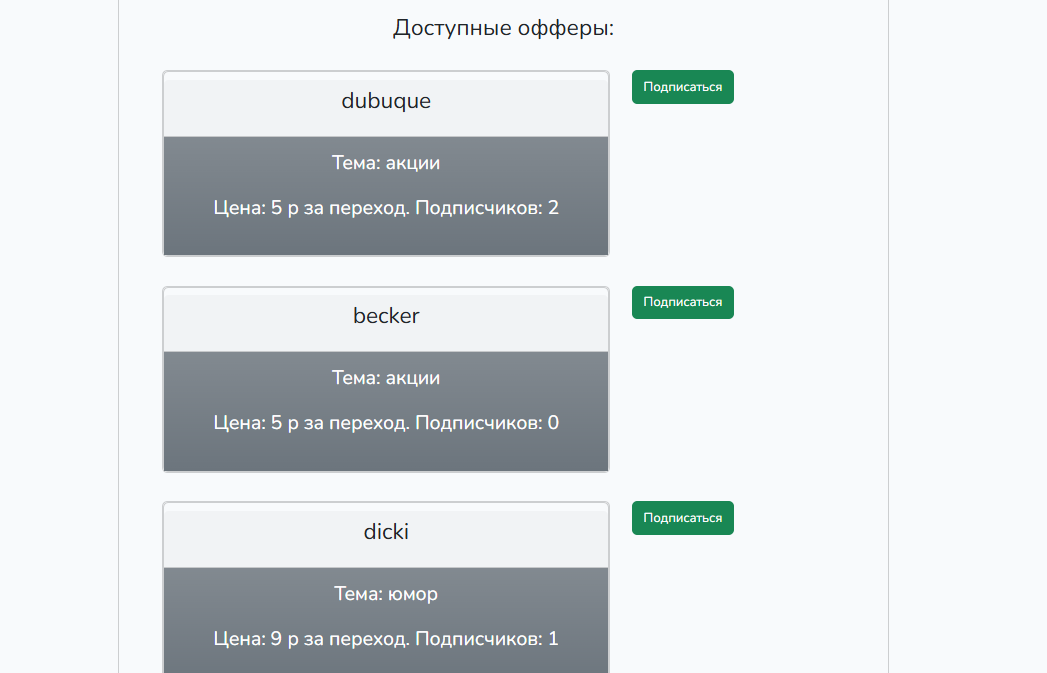 Доступные офферы:
dubuque
Подписаться
Тема: акции
Цена: 5 р за переход. Подписчиков: 2
becker
Подписаться
Тема: акции
Цена: 5 р за переход. Подписчиков: 0
dicki
Подписаться
Тема: юмор
Цена: 9 р за переход. Подписчиков: 1